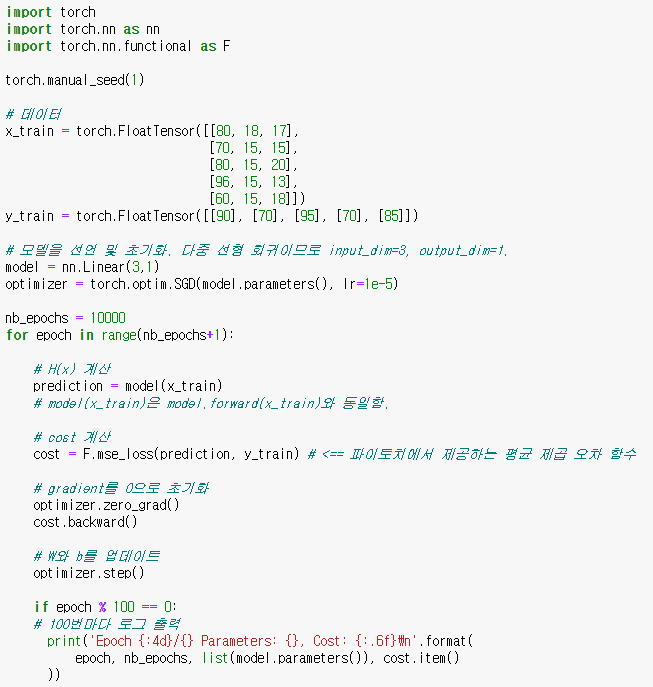 import torch
import torch.nn as nn
import torch.nn.functional as F
torch.manual_seed(1)
# 데이터
x_train = torch.FloatTensor([[80, 18, 17],
[70, 15, 15],
[80, 15, 20],
[96, 15, 13],
[60, 15, 18]])
y_train = torch.FloatTensor([[90], [70], [95], [70], [85]])
# 모델을 선언 및 초기화. 다중 선형 회귀이므로 input_dim=3, output_dim=1.
model = nn.Linear(3,1)
optimizer = torch.optim.SGD(model.parameters(), lr=1e-5)
nb_epochs = 10000
for epoch in range(nb_epochs+1):
# H(x) 계산
prediction = model(x_train)
# model(x_train)은 model.forward(x_train)와 동일함.
# cost 계산
cost = F.mse_loss(prediction, y_train) # <== 파이토치에서 제공하는 평균 제곱 오차 함수
# gradient를 0으로 초기화
optimizer.zero_grad()
cost.backward()
# W와 b를 업데이트
optimizer.step()
if epoch % 100 == 0:
# 100번마다 로그 출력
print('Epoch {:4d}/{} Parameters: {}, Cost: {:.6f}₩n'.format(
epoch, nb_epochs, list(model.parameters()), cost.item()
))